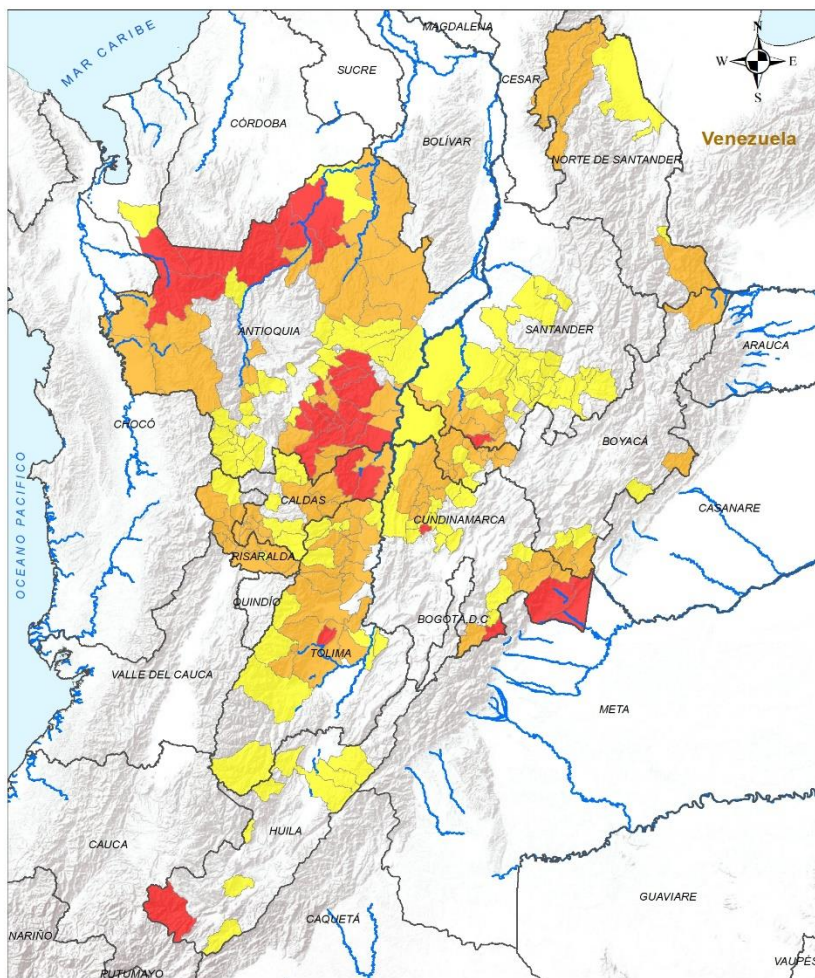 MAGDALENA
MAR CARIBE
N
W
E
S
SUCRE
CESAR
CÓRDOBA
BOLÍVAR
Venezuela
NORTE DE SANTANDER
ANTIOQUIA
SANTANDER
ARAUCA
CHOCÓ
BOYACÁ
OCEANO PACIFICO
CALDAS
CASANARE
CUNDINAMARCA
RISARALDA
QUINDÍO
BOGOTÁ D.C
TOLIMA
VALLE DEL CAUCA
META
CAUCA
HUILA
GUAVIARE
CAQUETÁ
NARIÑO
PUTUMAYO
VAUPÉS